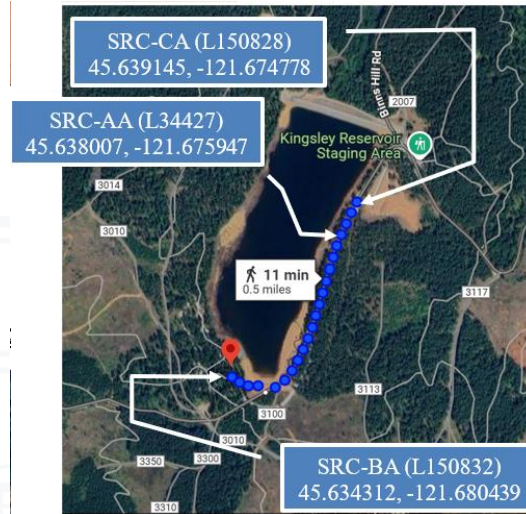 SRC-CA (L150828)
45.639145, -121.674778
SRC-AA (L34427)
45.638007, -121.675947
Binns Hill Rd
2007
Kingsley Reservoir
Staging Area
3014
3010
11 min
0.5 miles
3117
3113
3100
3010
3300
3350
3310
SRC-BA (L150832)
45.634312, -121.680439